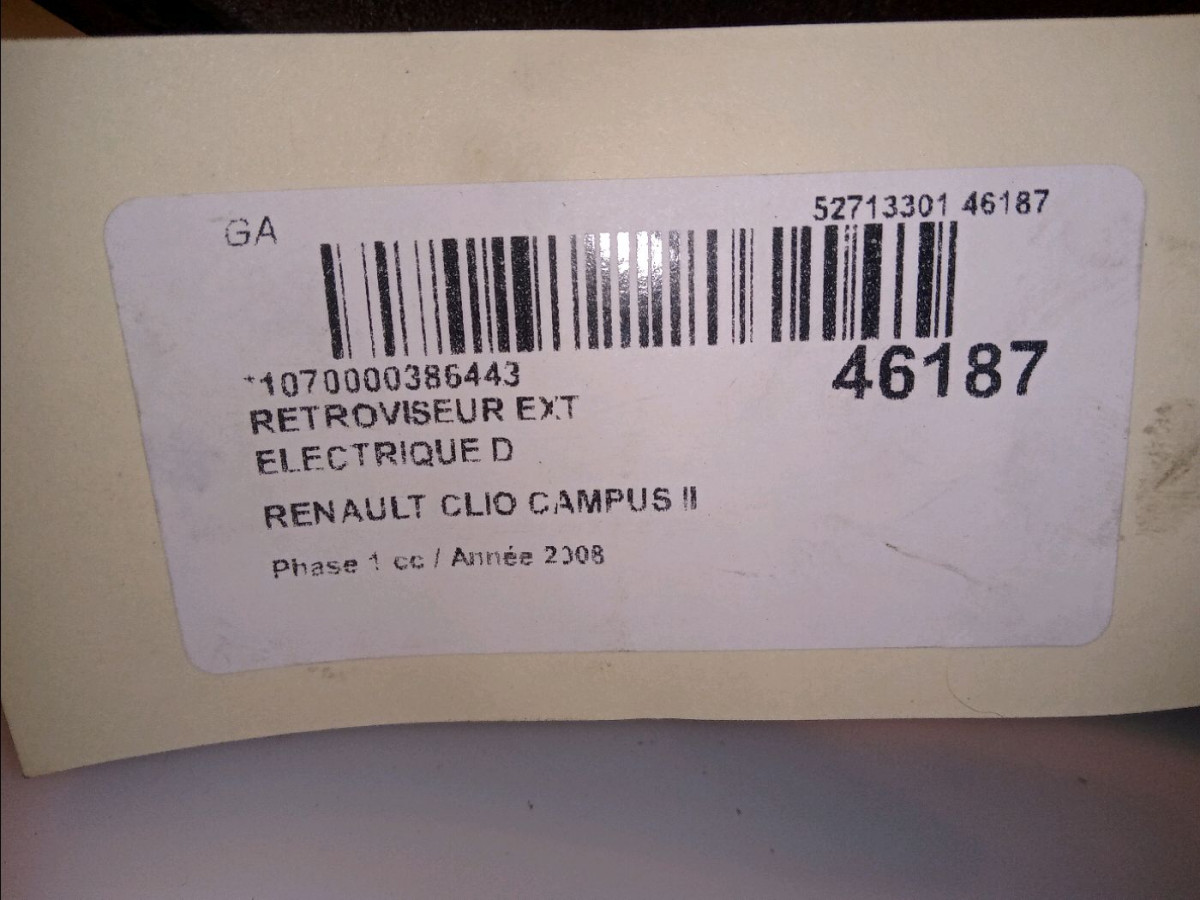 GA
52713301 46187
*1070000386443
46187
RETROVISEUR EXT
ELECTRIQUE D
RENAULT CLIO CAMPUS II
Phase 1 cc / Année 2008